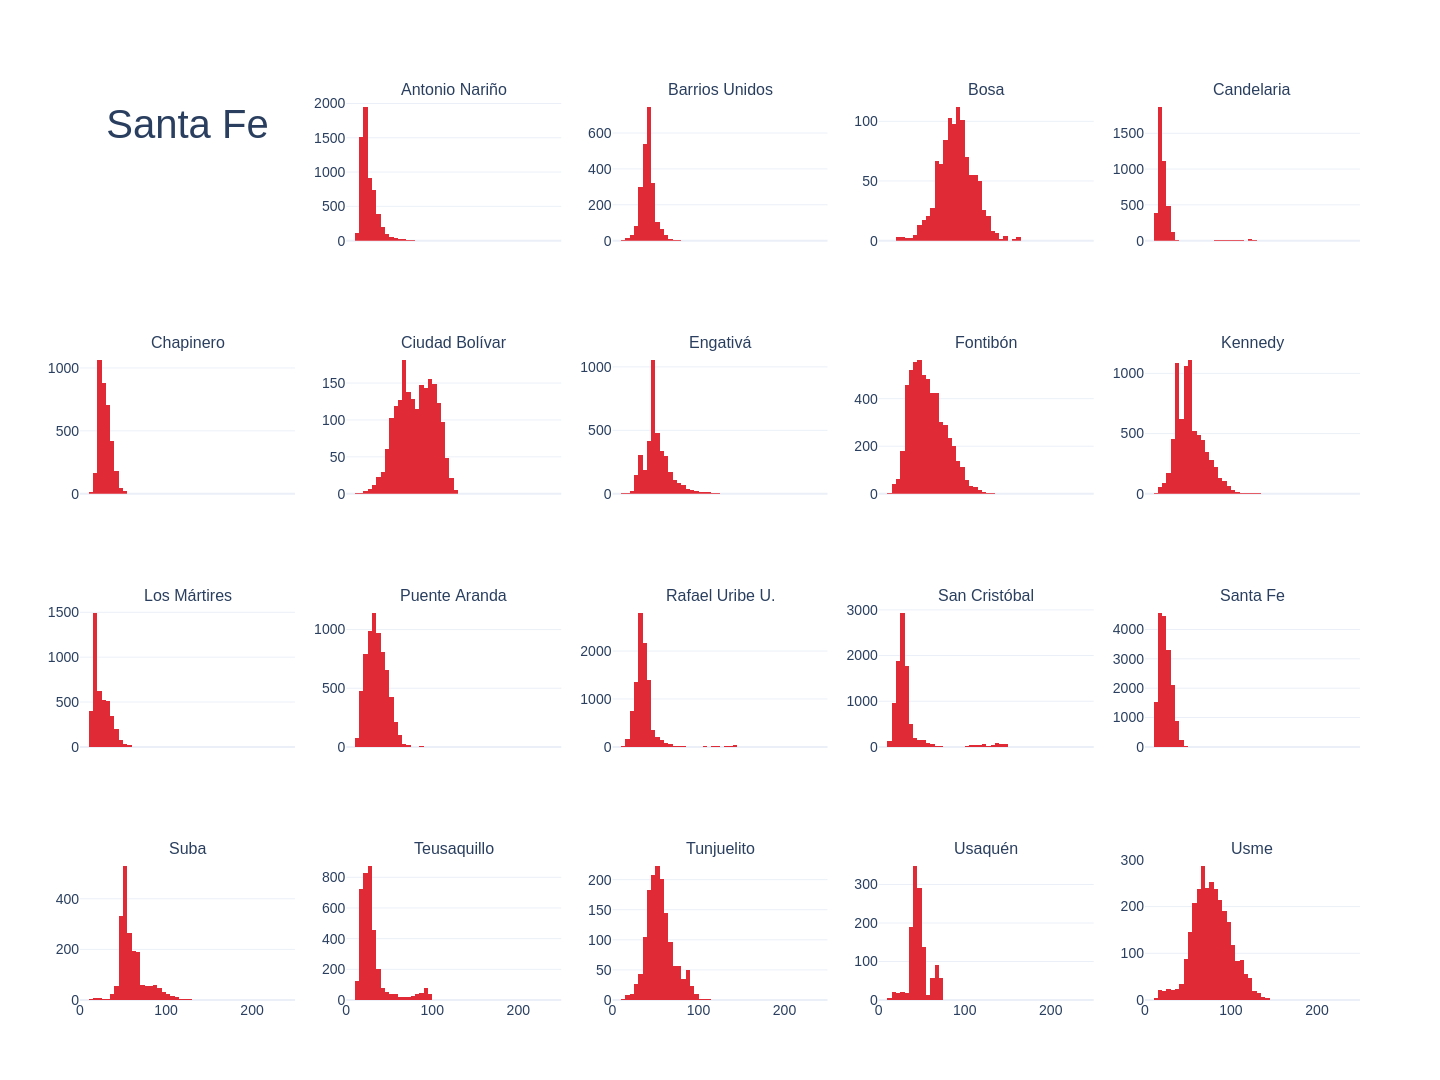 Santa Fe
Antonio Nariño
2000
1500
1000
500
0
Barrios Unidos
600
400
200
0
Bosa
100
50
0
Candelaria
1500
1000
500
0
Chapinero
1000
500
0
Ciudad Bolívar
150
100
50
0
Engativá
1000
500
0
Fontibón
400
200
0
Kennedy
1000
500
0
Los Mártires
1500
1000
500
0
Puente Aranda
1000
500
0
Rafael Uribe U.
2000
1000
0
San Cristóbal
3000
2000
1000
0
Santa Fe
4000
3000
2000
1000
0
Suba
400
200
0
0 100 200
Teusaquillo
800
600
400
200
0
0 100 200
Tunjuelito
200
150
100
50
0
0 100 200
Usaquén
300
200
100
0
0 100 200
Usme
300
200
100
0
0 100 200